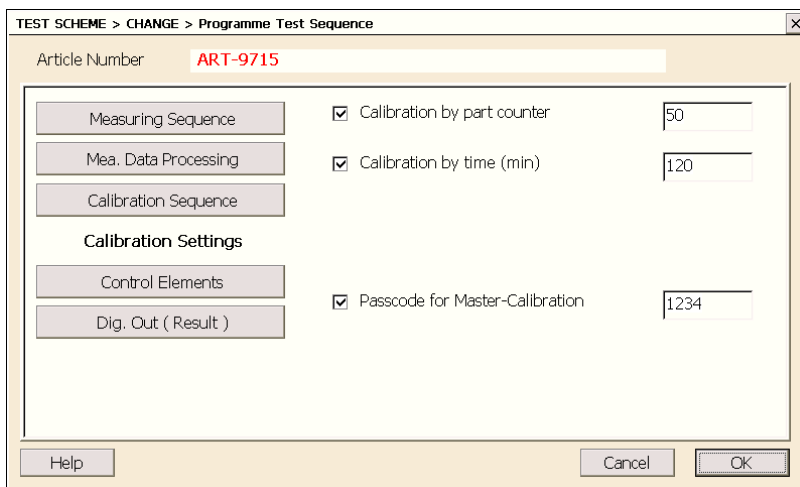 TEST SCHEME > CHANGE > Programme Test Sequence
Article Number ART-9715
Measuring Sequence
Calibration by part counter 50
Mea. Data Processing
Calibration by time (min) 120
Calibration Sequence
Calibration Settings
Control Elements
Passcode for Master-Calibration 1234
Dig. Out ( Result )
Help Cancel OK